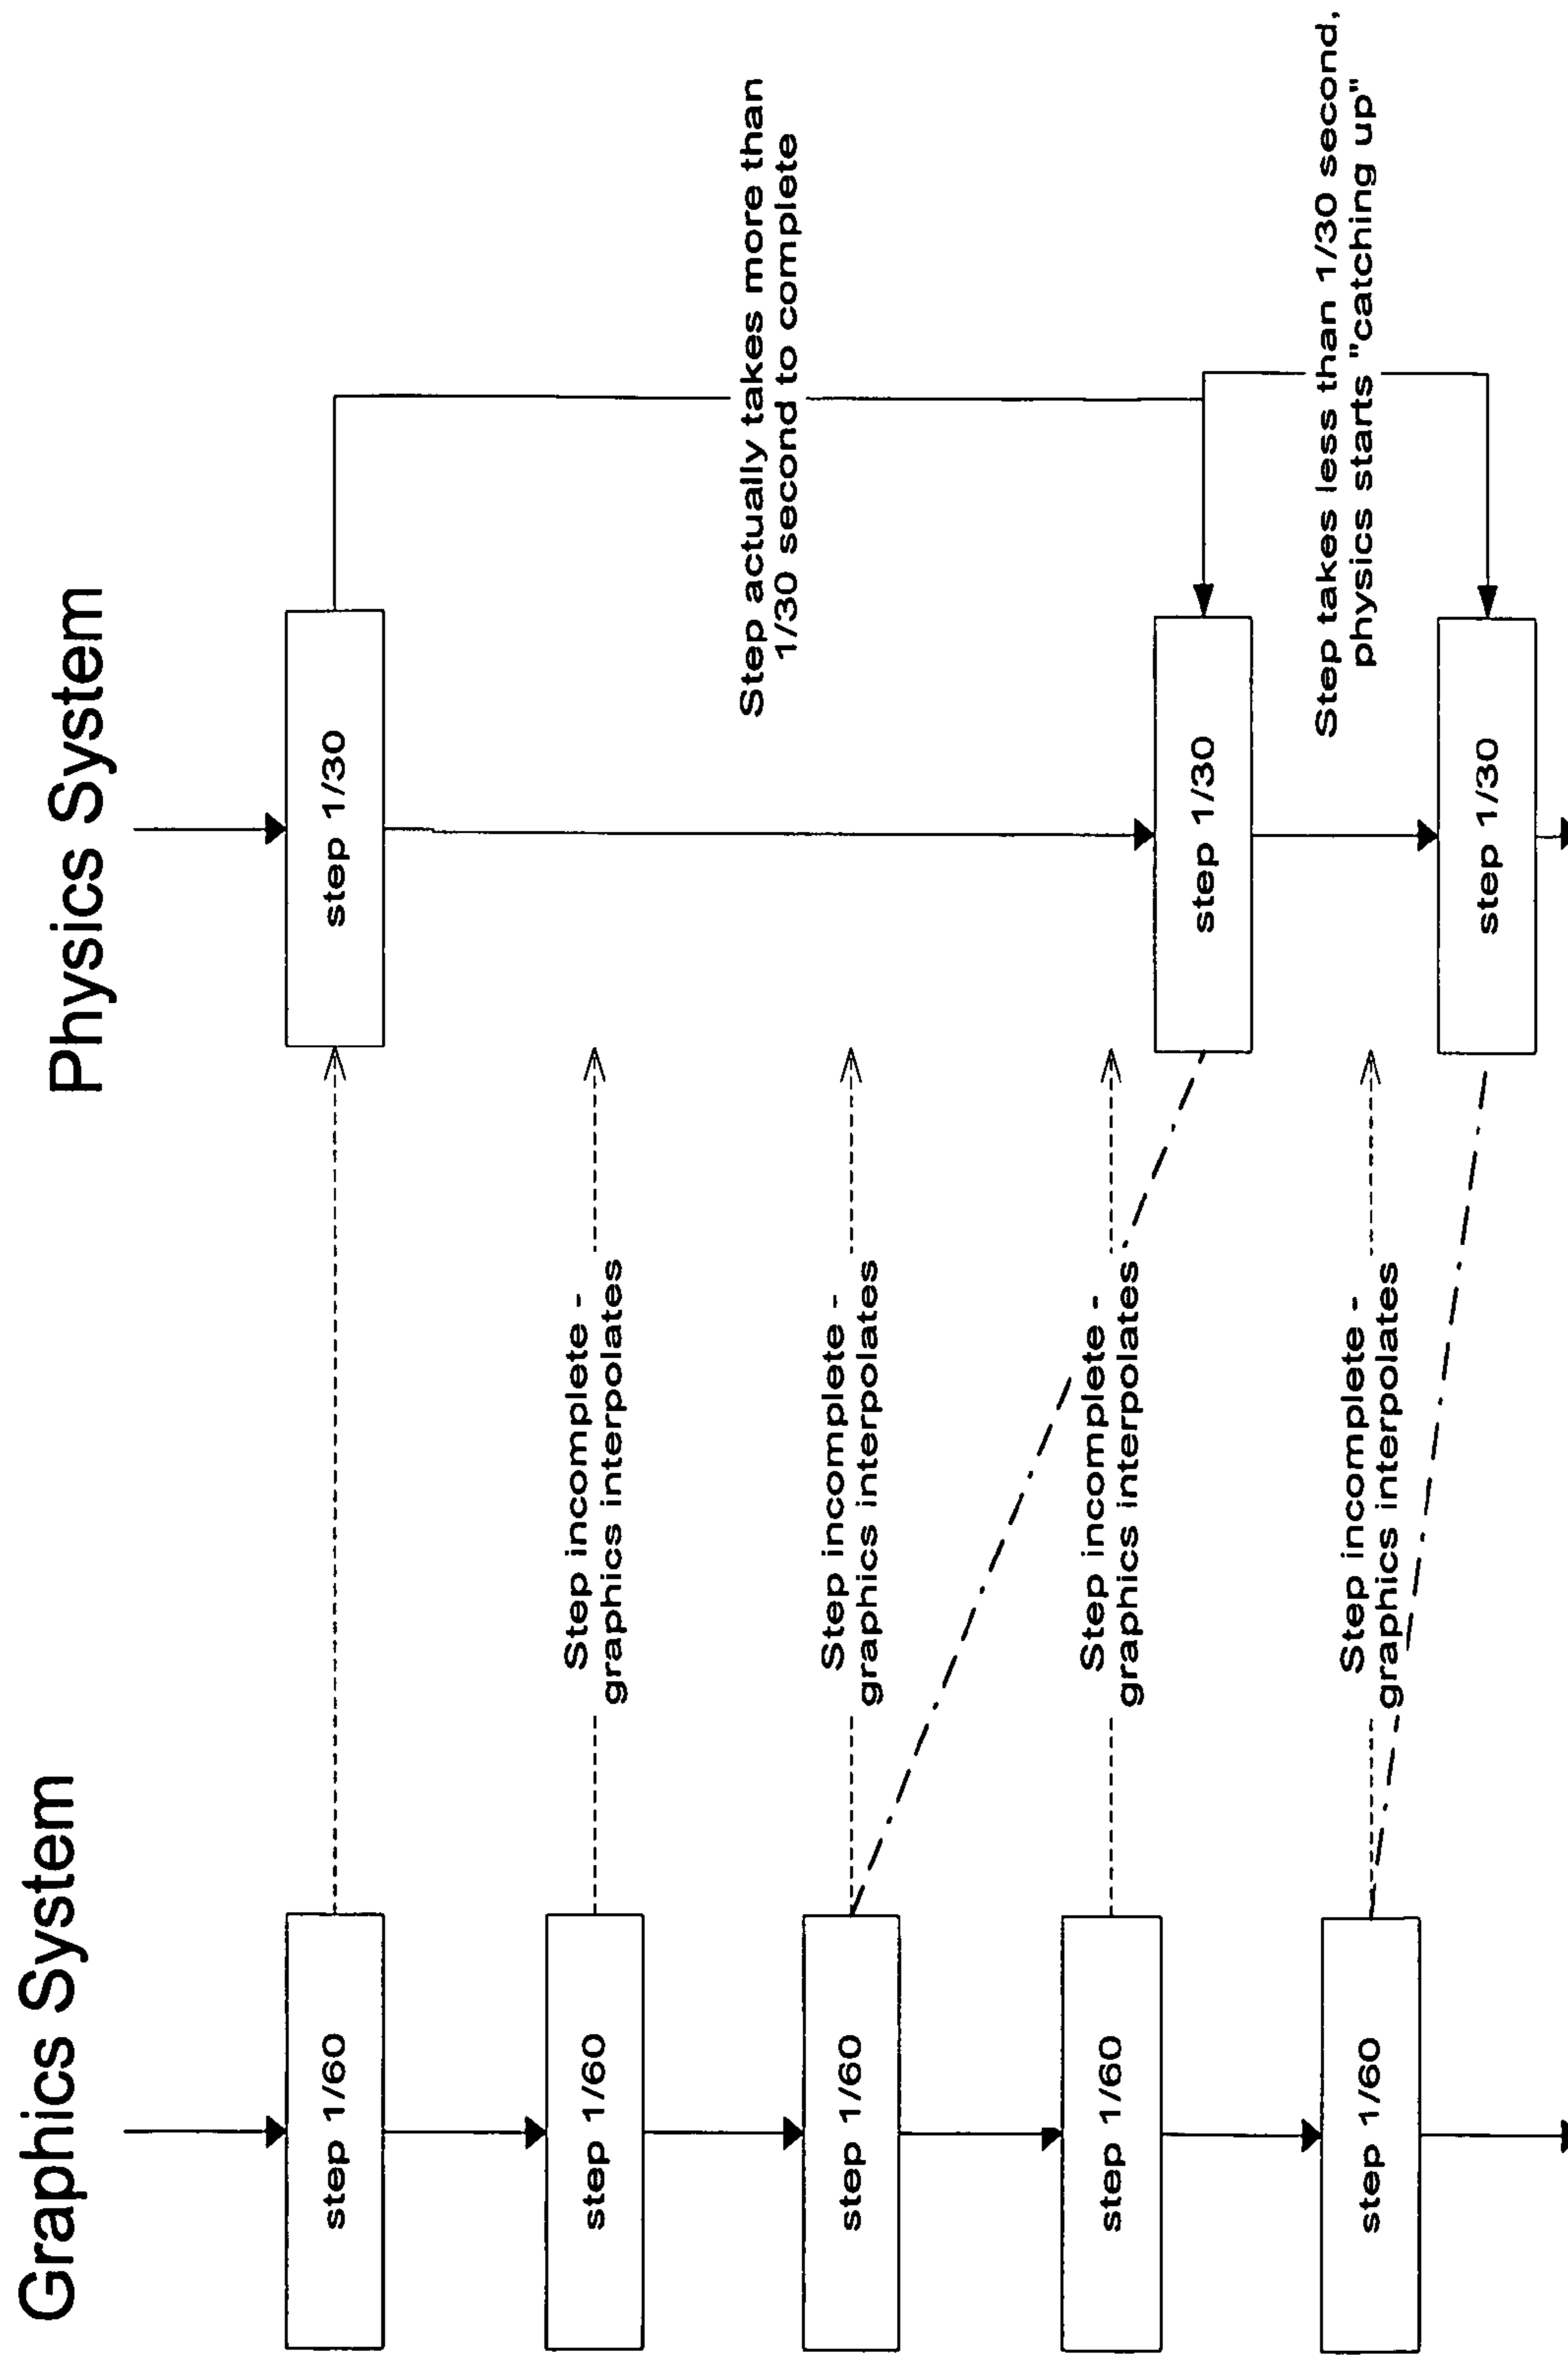 Graphics System
Physics System
step 1/60
step 1/30
step 1/60
Step incomplete -
graphics interpolates
step 1/60
Step incomplete -
graphics interpolates
Step actually takes more than
1/30 second to complete
step 1/60
Step incomplete -
graphics interpolates
step 1/30
step 1/60
Step incomplete -
graphics interpolates
Step takes less than 1/30 second,
physics starts "catching up"
step 1/30